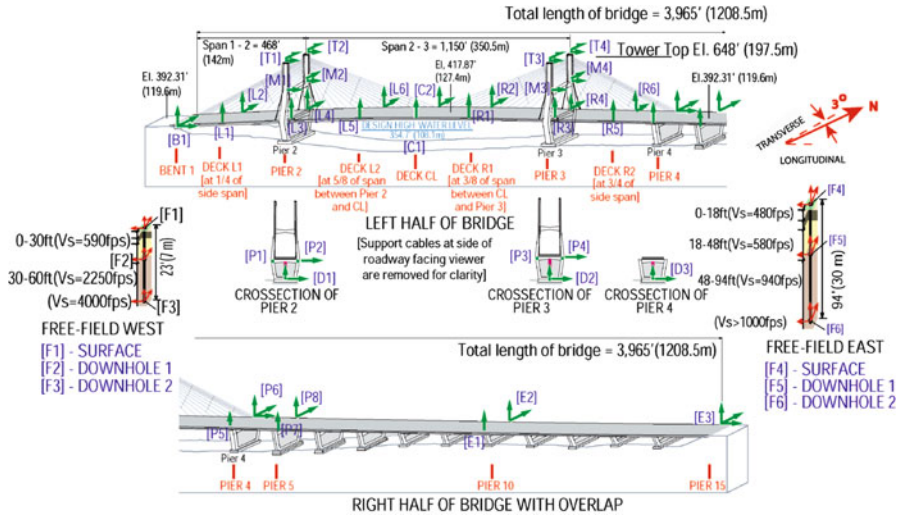 Total length of bridge = 3,965' (1208.5m)
Span 1 - 2 = 468'
(142m)
Span 2 - 3 = 1,150' (350.5m)
[T2]
[T4]
[T1]
[T3]
Tower Top El. 648' (197.5m)
El. 392.31'
(119.6m)
[M1]
[M2]
El, 417.87'
(127.4m)
[M4]
[M3]
El.392.31' (119.6m)
[L2]
[L6]
[C2]
[R2]
[R4]
[R6]
[B1]
[L1]
[L3]
[L4]
[L5]
[R1]
[R3]
[R5]
DESIGN HIGH WATER LEVEL
[C1]
Pier 2
Pier 3
Pier 4
3°
N
TRANSVERSE
LONGITUDINAL
BENT 1
DECK L1
[at 1/4 of
side span]
PIER 2
DECK L2
[at 5/8 of span
between Pier 2
and CL]
DECK CL
DECK R1
[at 3/8 of span
between CL
and Pier 3]
PIER 3
DECK R2
[at 3/4 of
side span]
PIER 4
[F1]
0-30ft(Vs=590fps)
[F2]
30-60ft(Vs=2250fps)
(Vs=4000fps)
[F3]
23'(7 m)
FREE-FIELD WEST
[F1] - SURFACE
[F2] - DOWNHOLE 1
[F3] - DOWNHOLE 2
LEFT HALF OF BRIDGE
[Support cables at side of
roadway facing viewer
are removed for clarity]
[P1]
[P2]
[D1]
CROSSECTION OF
PIER 2
[P3]
[P4]
[D2]
CROSSECTION OF
PIER 3
[D3]
CROSSECTION OF
PIER 4
[F4]
0-18ft(Vs=480fps)
18-48ft(Vs=580fps)
[F5]
48-94ft(Vs=940fps)
94'(30 m)
(Vs>1000fps)
[F6]
FREE-FIELD EAST
[F4] - SURFACE
[F5] - DOWNHOLE 1
[F6] - DOWNHOLE 2
Total length of bridge = 3,965'(1208.5m)
[P6]
[P8]
[E2]
[E3]
[P5]
[P7]
[E1]
Pier 4
PIER 4
PIER 5
PIER 10
PIER 15
RIGHT HALF OF BRIDGE WITH OVERLAP